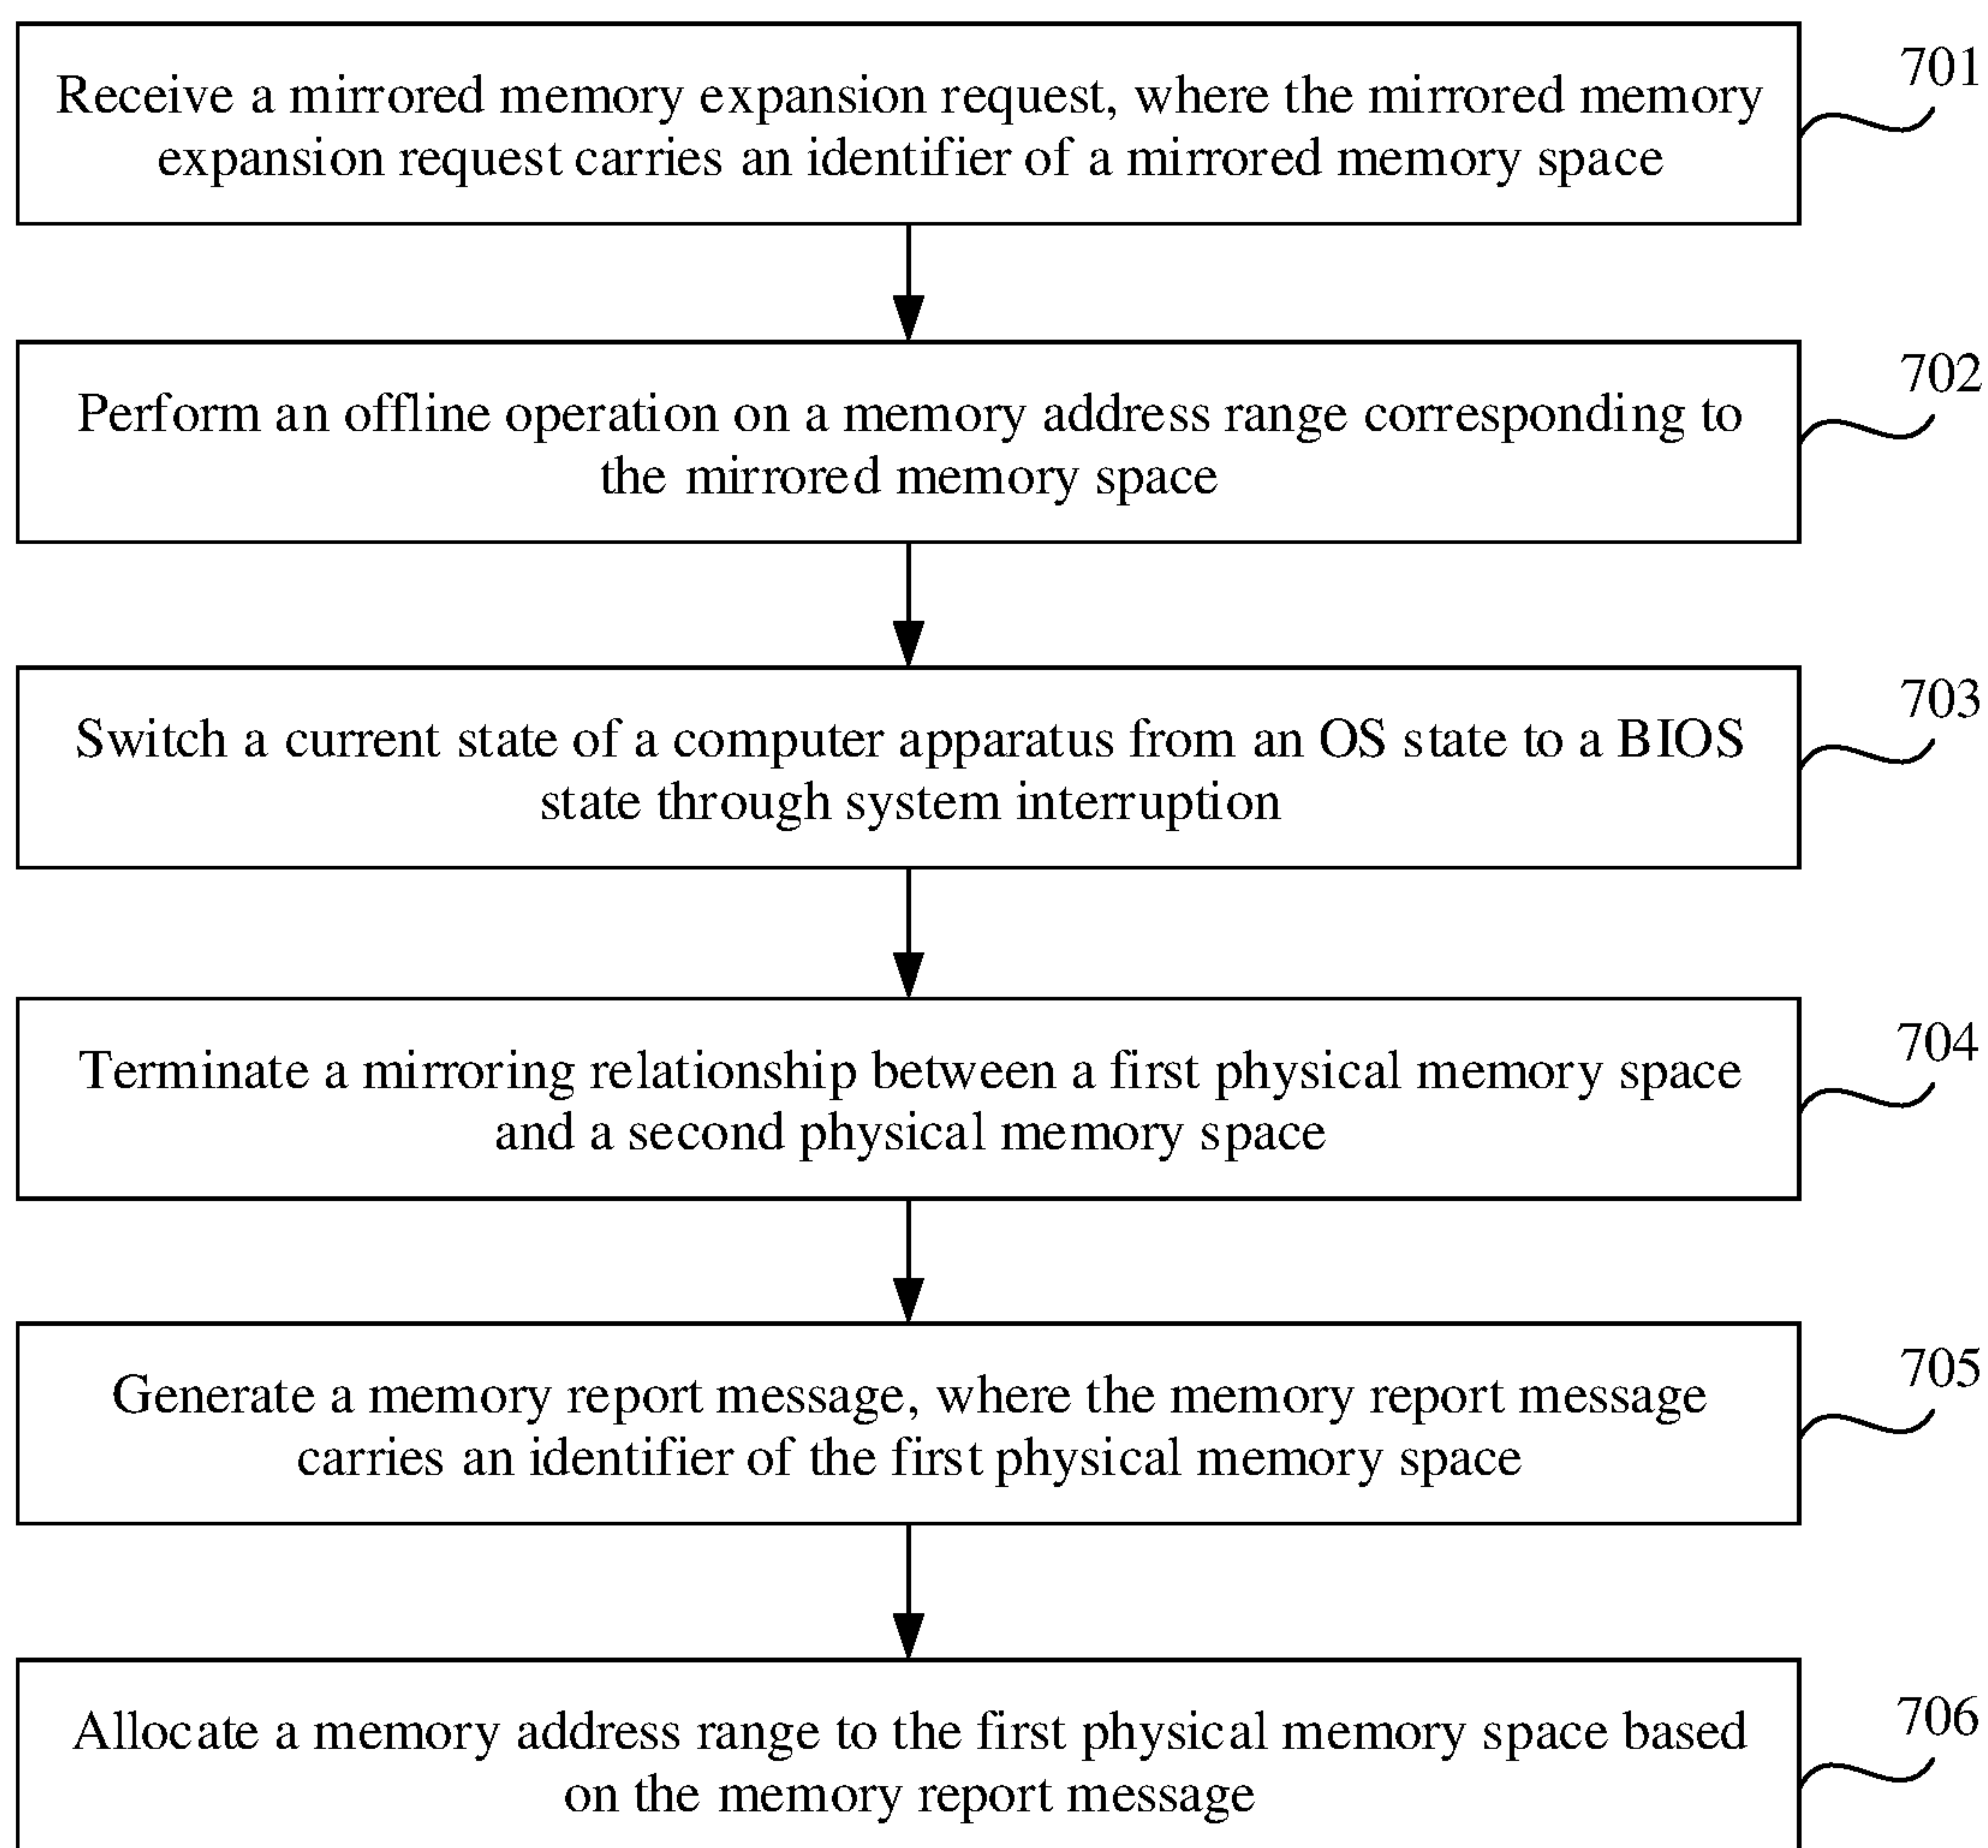 Receive a mirrored memory expansion request, where the mirrored memory
expansion request carries an identifier of a mirrored memory space
701
Perform an offline operation on a memory address range corresponding to
the mirrored memory space
702
Switch a current state of a computer apparatus from an OS state to a BIOS
state through system interruption
703
Terminate a mirroring relationship between a first physical memory space
and a second physical memory space
704
Generate a memory report message, where the memory report message
carries an identifier of the first physical memory space
705
Allocate a memory address range to the first physical memory space based
on the memory report message
706